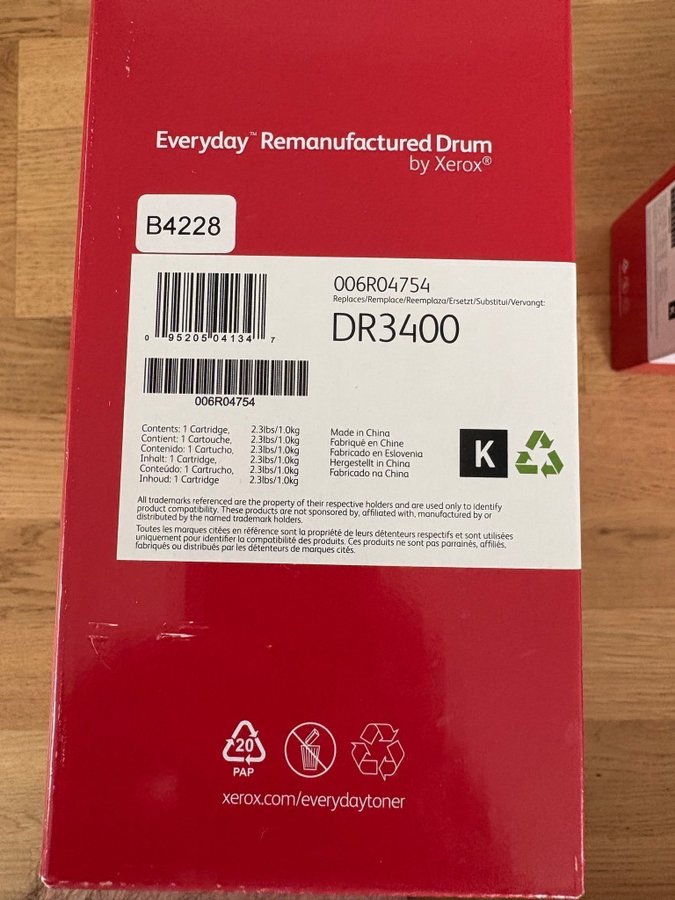 Everyday™ Remanufactured Drum
by Xerox®
B4228
006R04754
Replaces/Remplace/Reemplaza/Ersetzt/Substitui/Vervangt:
DR3400
0 95205 04134 7
006R04754
Contents: 1 Cartridge, 2.3lbs/1.0kg
Contient: 1 Cartouche, 2.3lbs/1.0kg
Contenido: 1 Cartucho, 2.3lbs/1.0kg
Inhalt: 1 Cartridge, 2.3lbs/1.0kg
Conteúdo: 1 Cartrucho, 2.3lbs/1.0kg
Inhoud: 1 Cartridge 2.3lbs/1.0kg
Made in China
Fabriqué en Chine
Fabricado en Eslovenia
Hergestellt in China
Fabricado na China
K
All trademarks referenced are the property of their respective holders and are used only to identify
product compatibility. These products are not sponsored by, affiliated with, manufactured by or
distributed by the named trademark holders.
Toutes les marques citées en référence sont la propriété de leurs détenteurs respectifs et sont utilisées
uniquement pour identifier la compatibilité des produits. Ces produits ne sont pas parrainés, affiliés,
fabriqués ou distribués par les détenteurs de marques cités.
20
PAP
xerox.com/everydaytoner
K